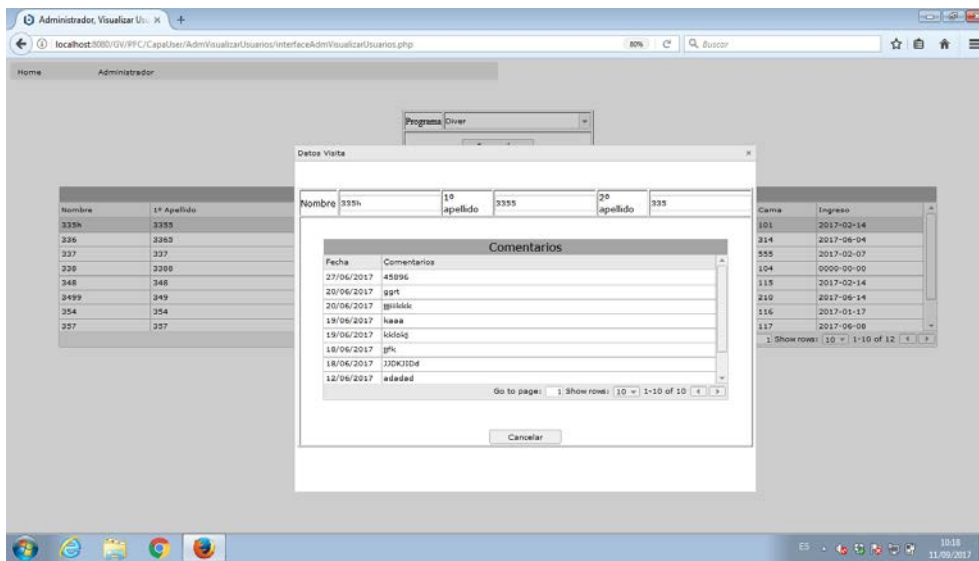 Administrador, Visualizar Us
localhost:8080/GV/PFC/CapaUser/AdmVisualizarUsuarios/interfaceAdmVisualizarUsuarios.php
80%
Buscar
Home Administrador
Programa Diver
Datos Visita
Nombre 335h 1º apellido 3355 2º apellido 335
Nombre 1º Apellido Cama Ingreso
335h 3355 101 2017-02-14
336 3363 314 2017-06-04
337 337 555 2017-02-07
338 3388 104 0000-00-00
348 348 115 2017-02-14
3499 349 210 2017-06-14
354 354 116 2017-01-17
357 357 117 2017-06-08
1 Show rows: 10 1-10 of 12
Comentarios
Fecha Comentarios
27/06/2017 45896
20/06/2017 ggrt
20/06/2017
19/06/2017 kaaa
19/06/2017
18/06/2017
18/06/2017 JJDKJIDd
12/06/2017 adadad
Go to page: 1 Show rows: 10 1-10 of 10
Cancelar
ES
10:18
11/09/2017